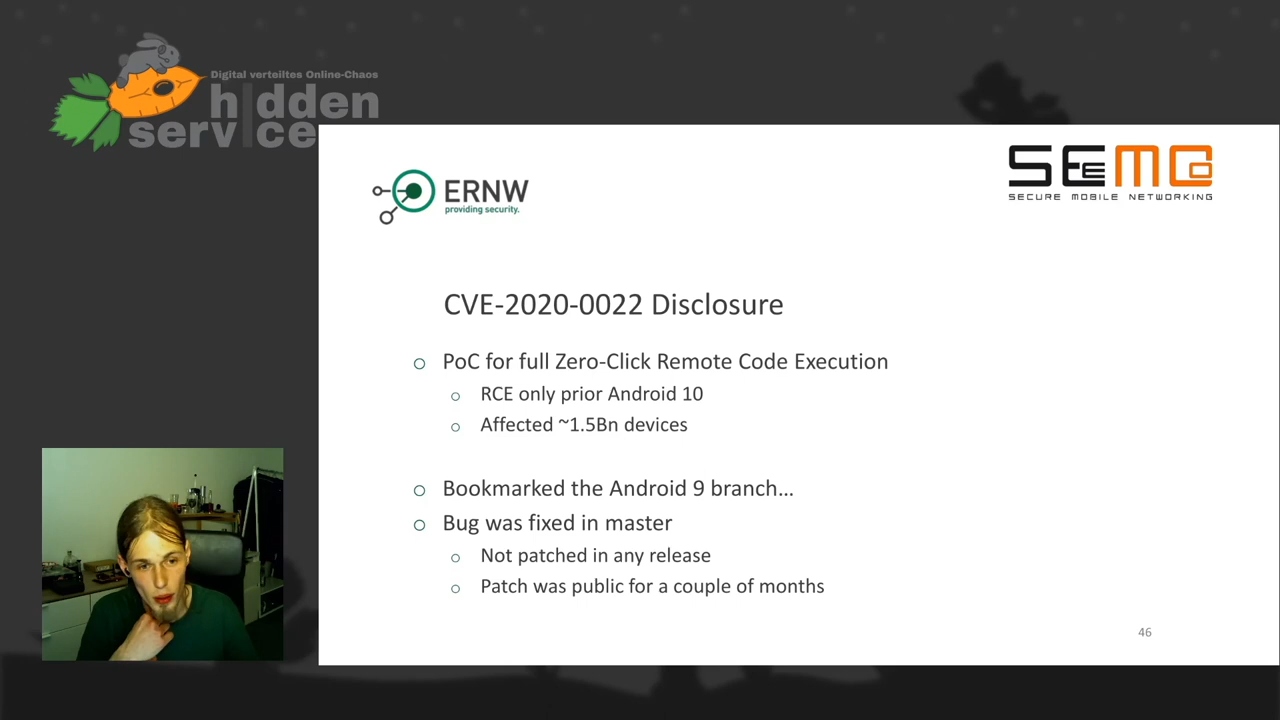 Digital verteiltes Online-Chaos
hidden
service
ERNW
providing security.
SEEMOO
SECURE MOBILE NETWORKING
CVE-2020-0022 Disclosure
PoC for full Zero-Click Remote Code Execution
RCE only prior Android 10
Affected ~1.5Bn devices
Bookmarked the Android 9 branch…
Bug was fixed in master
Not patched in any release
Patch was public for a couple of months
46